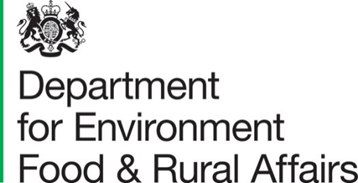 Department
for Environment
Food & Rural Affairs